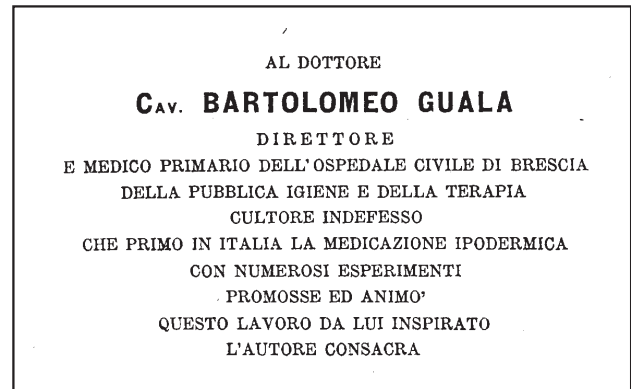 AL DOTTORE
CAV. BARTOLOMEO GUALA
DIRETTORE
E MEDICO PRIMARIO DELL'OSPEDALE CIVILE DI BRESCIA
DELLA PUBBLICA IGIENE E DELLA TERAPIA
CULTORE INDEFESSO
CHE PRIMO IN ITALIA LA MEDICAZIONE IPODERMICA
CON NUMEROSI ESPERIMENTI
PROMOSSE ED ANIMO'
QUESTO LAVORO DA LUI INSPIRATO
L'AUTORE CONSACRA